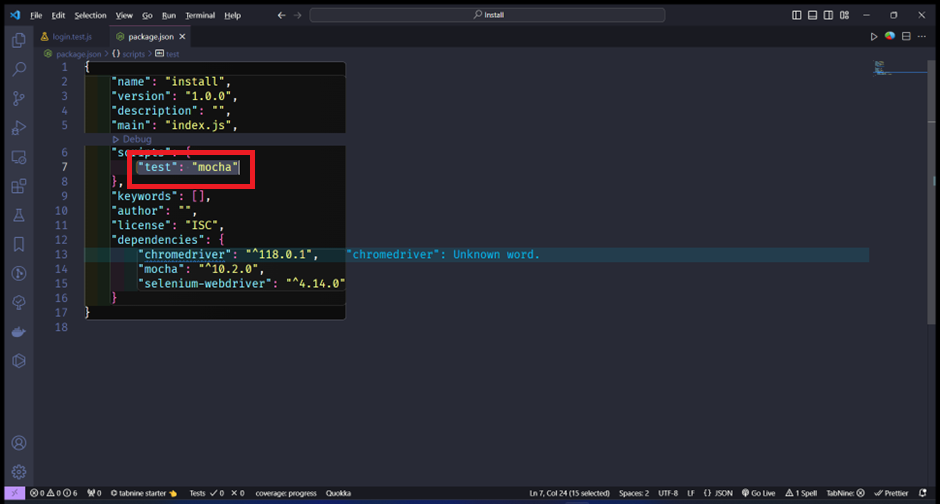 File Edit Selection View Go Run Terminal Help
Install
login.test.js package.json
package.json > {} scripts > test
1 {
2 "name": "install",
3 "version": "1.0.0",
4 "description": "",
5 "main": "index.js",
Debug
6 "scripts": {
7 "test": "mocha"
8 },
9 "keywords": [],
10 "author": "",
11 "license": "ISC",
12 "dependencies": {
13 "chromedriver": "^118.0.1", "chromedriver": Unknown word.
14 "mocha": "^10.2.0",
15 "selenium-webdriver": "^4.14.0"
16 }
17 }
18
0 0 6 0 tabnine starter Tests 0 0 coverage: progress Quokka Ln 7, Col 24 (15 selected) Spaces: 2 UTF-8 LF {} JSON Go Live 1 Spell TabNine: Prettier